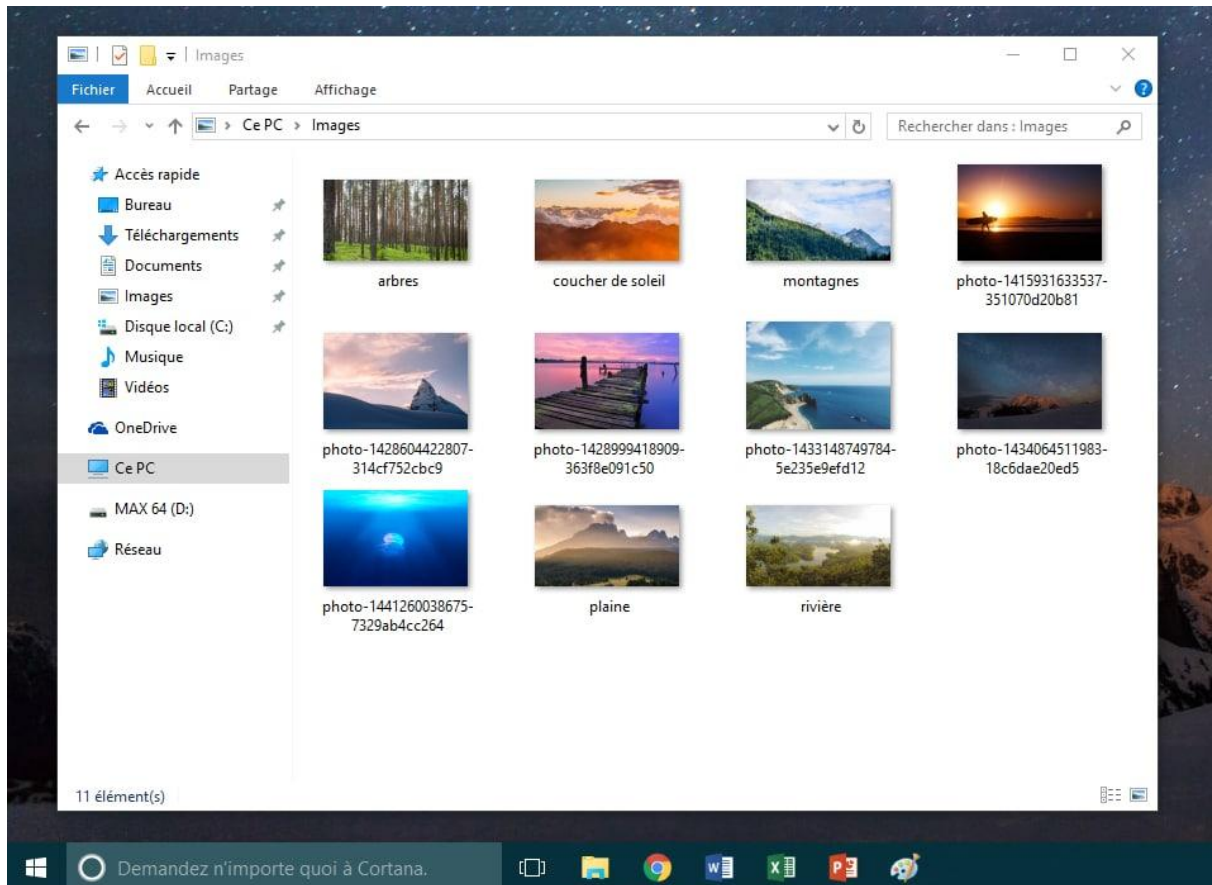 Images
Fichier Accueil Partage Affichage
Ce PC Images
Rechercher dans : Images
Accès rapide
Bureau
Téléchargements
Documents
Images
Disque local (C:)
Musique
Vidéos
OneDrive
Ce PC
MAX 64 (D:)
Réseau
arbres
coucher de soleil
montagnes
photo-1415931633537-
351070d20b81
photo-1428604422807-
314cf752cbc9
photo-1428999418909-
363f8e091c50
photo-1433148749784-
5e235e9efd12
photo-1434064511983-
18c6dae20ed5
photo-1441260038675-
7329ab4cc264
plaine
rivière
11 élément(s)
Demandez n'importe quoi à Cortana.